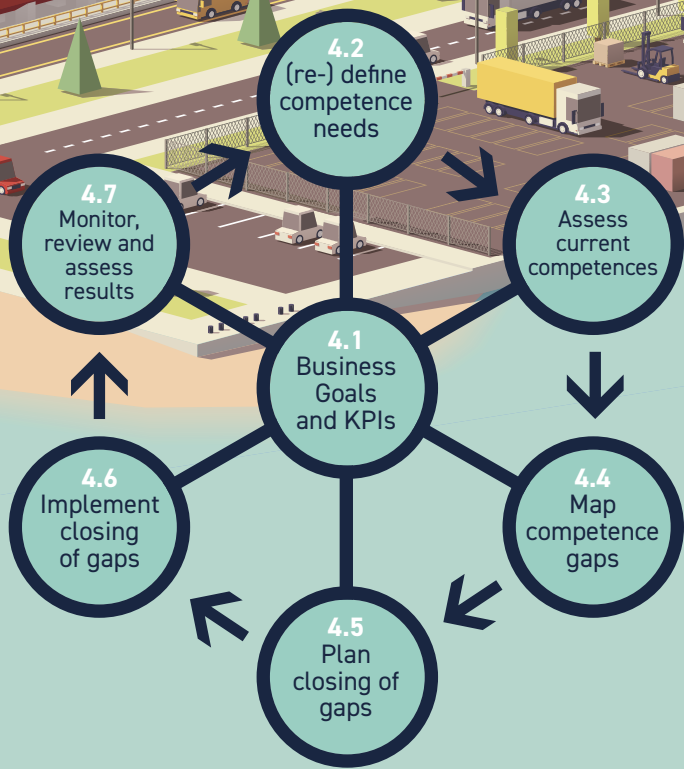 4.2
(re-) define
competence
needs
4.3
Assess
current
competences
4.4
Map
competence
gaps
4.5
Plan
closing of
gaps
4.6
Implement
closing
of gaps
4.7
Monitor,
review and
assess
results
4.1
Business
Goals
and KPIs